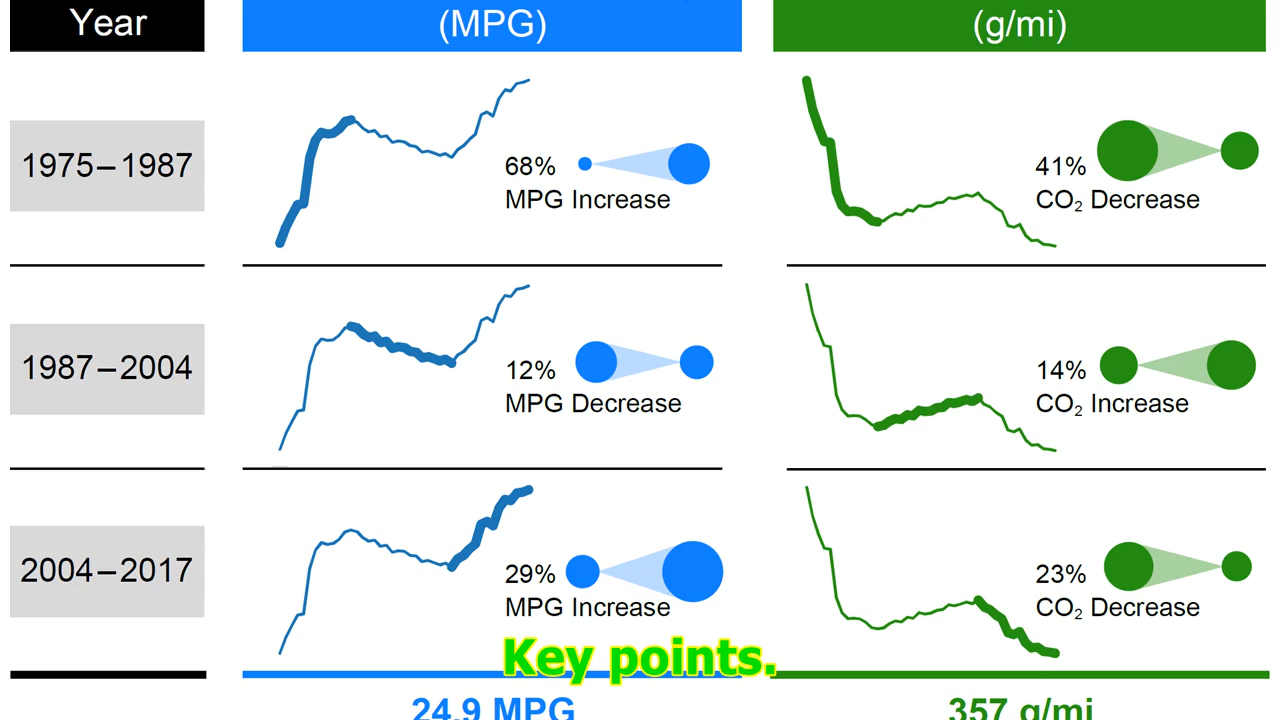 Year
(MPG)
(g/mi)
1975–1987
68%
MPG Increase
41%
CO₂ Decrease
1987–2004
12%
MPG Decrease
14%
CO₂ Increase
2004–2017
29%
MPG Increase
23%
CO₂ Decrease
Key points.
24.9 MPG
357 g/mi